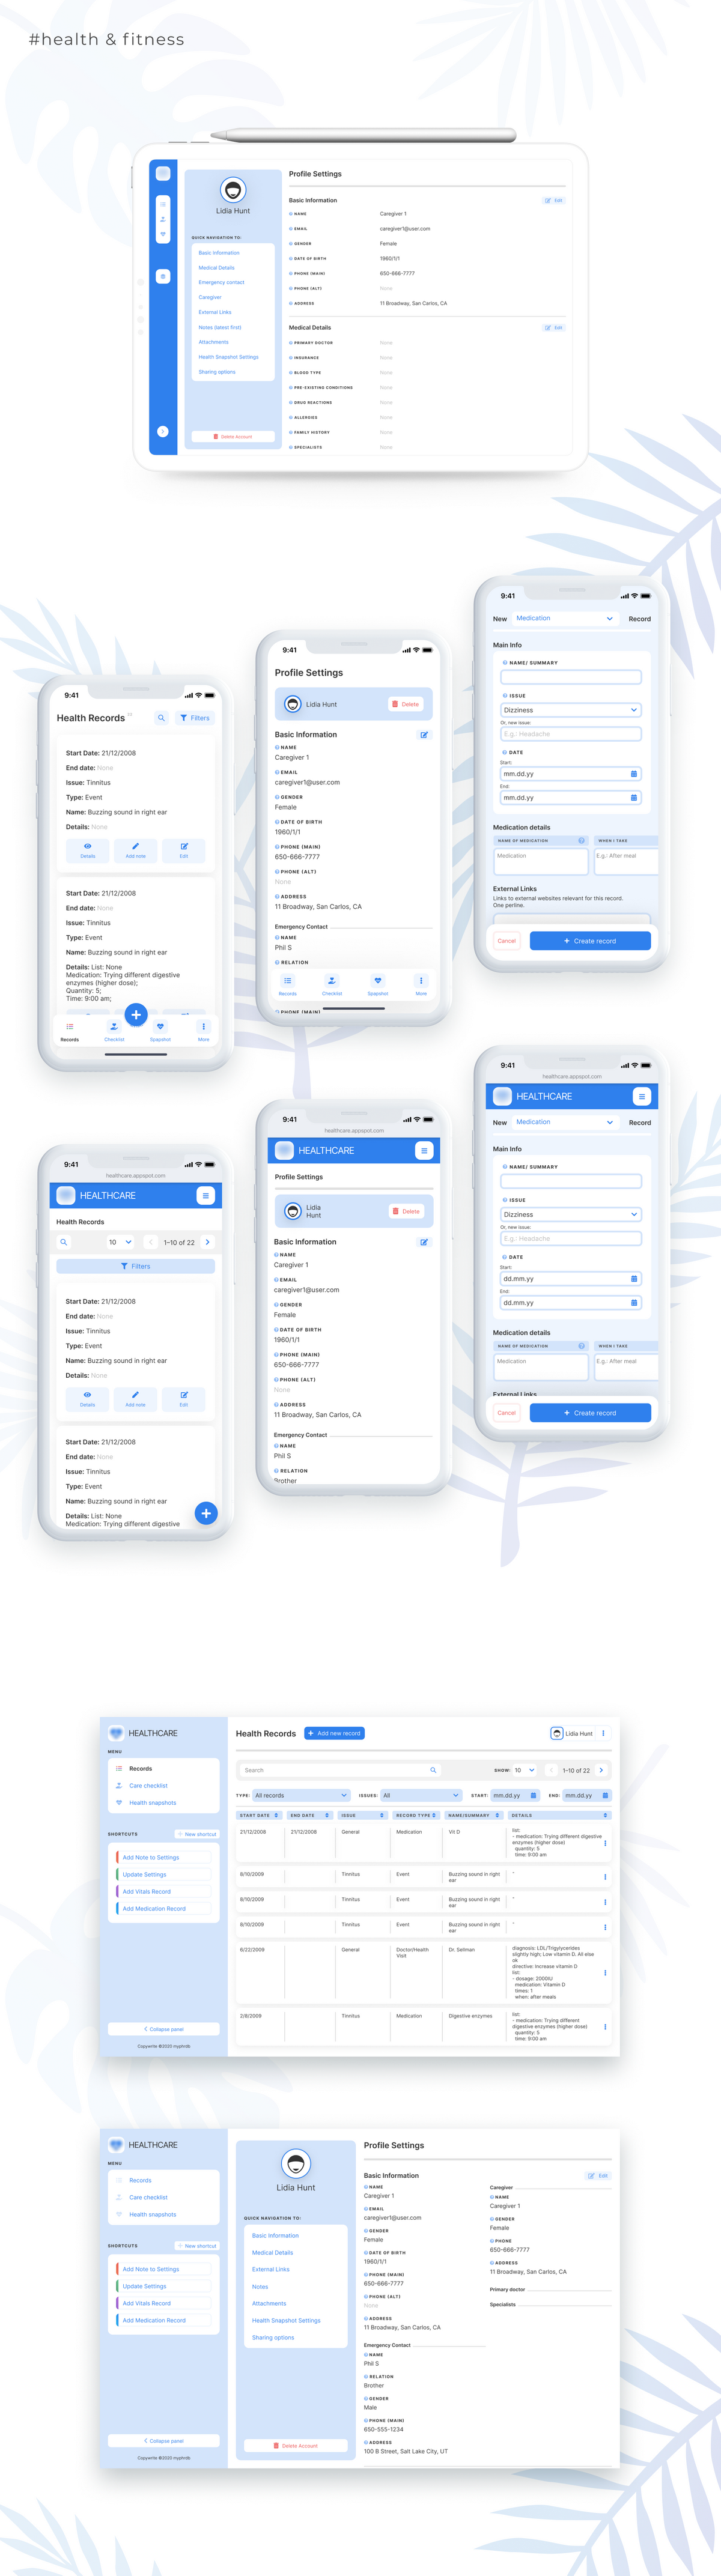 #health & fitness
Lidia Hunt
QUICK NAVIGATION TO:
Basic Information
Medical Details
Emergency contact
Caregiver
External Links
Notes (latest first)
Attachments
Health Snapshot Settings
Sharing options
Delete Account
Profile Settings
Basic Information
Edit
NAME Caregiver 1
EMAIL caregiver1@user.com
GENDER Female
DATE OF BIRTH 1960/1/1
PHONE (MAIN) 650-666-7777
PHONE (ALT) None
ADDRESS 11 Broadway, San Carlos, CA
Medical Details
Edit
PRIMARY DOCTOR None
INSURANCE None
BLOOD TYPE None
PRE-EXISTING CONDITIONS None
DRUG REACTIONS None
ALLERGIES None
FAMILY HISTORY None
SPECIALISTS None
9:41
Health Records
Filters
Start Date: 21/12/2008
End date: None
Issue: Tinnitus
Type: Event
Name: Buzzing sound in right ear
Details: None
Details
Add note
Edit
Start Date: 21/12/2008
End date: None
Issue: Tinnitus
Type: Event
Name: Buzzing sound in right ear
Details: List: None
Medication: Trying different digestive
enzymes (higher dose);
Quantity: 5;
Time: 9:00 am;
Records
Checklist
Spapshot
More
9:41
Profile Settings
Lidia Hunt
Delete
Basic Information
NAME
Caregiver 1
EMAIL
caregiver1@user.com
GENDER
Female
DATE OF BIRTH
1960/1/1
PHONE (MAIN)
650-666-7777
PHONE (ALT)
None
ADDRESS
11 Broadway, San Carlos, CA
Emergency Contact
NAME
Phil S
RELATION
Records
Checklist
Spapshot
More
PHONE (MAIN)
9:41
New
Medication
Record
Main Info
NAME/ SUMMARY
ISSUE
Dizziness
Or, new issue:
E.g.: Headache
DATE
Start:
mm.dd.yy
End:
mm.dd.yy
Medication details
NAME OF MEDICATION
WHEN I TAKE
Medication
E.g.: After meal
External Links
Links to external websites relevant for this record.
One perline.
Cancel
+ Create record
9:41
healthcare.appspot.com
HEALTHCARE
Health Records
10
1-10 of 22
Filters
Start Date: 21/12/2008
End date: None
Issue: Tinnitus
Type: Event
Name: Buzzing sound in right ear
Details: None
Details
Add note
Edit
Start Date: 21/12/2008
End date: None
Issue: Tinnitus
Type: Event
Name: Buzzing sound in right ear
Details: List: None
Medication: Trying different digestive
9:41
healthcare.appspot.com
HEALTHCARE
Profile Settings
Lidia
Hunt
Delete
Basic Information
NAME
Caregiver 1
EMAIL
caregiver1@user.com
GENDER
Female
DATE OF BIRTH
1960/1/1
PHONE (MAIN)
650-666-7777
PHONE (ALT)
None
ADDRESS
11 Broadway, San Carlos, CA
Emergency Contact
NAME
Phil S
RELATION
Brother
9:41
healthcare.appspot.com
HEALTHCARE
New
Medication
Record
Main Info
NAME/ SUMMARY
ISSUE
Dizziness
Or, new issue:
E.g.: Headache
DATE
Start:
dd.mm.yy
End:
dd.mm.yy
Medication details
NAME OF MEDICATION
WHEN I TAKE
Medication
E.g.: After meal
External Links
Cancel
+ Create record
HEALTHCARE
MENU
Records
Care checklist
Health snapshots
SHORTCUTS
+ New shortcut
Add Note to Settings
Update Settings
Add Vitals Record
Add Medication Record
Collapse panel
Copywrite ©2020 myphrdb
Health Records
+ Add new record
Lidia Hunt
Search
SHOW: 10
1-10 of 22
TYPE: All records
ISSUES: All
START: mm.dd.yy
END: mm.dd.yy
START DATE END DATE ISSUE RECORD TYPE NAME/SUMMARY DETAILS
21/12/2008 21/12/2008 General Medication Vit D
list:
- medication: Trying different digestive
enzymes (higher dose)
quantity: 5
time: 9:00 am
8/10/2009 Tinnitus Event Buzzing sound in right -
ear
8/10/2009 Tinnitus Event Buzzing sound in right -
ear
8/10/2009 Tinnitus Event Buzzing sound in right -
ear
6/22/2009 General Doctor/Health
Visit
Dr. Sellman
diagnosis: LDL/Trigylycerides
slightly high; Low vitamin D. All else
ok
directive: Increase vitamin D
list:
- dosage: 2000IU
medication: Vitamin D
times: 1
when: after meals
2/8/2009 Tinnitus Medication Digestive enzymes
list:
- medication: Trying different
digestive enzymes (higher dose)
quantity: 5
time: 9:00 am
HEALTHCARE
MENU
Records
Care checklist
Health snapshots
SHORTCUTS
+ New shortcut
Add Note to Settings
Update Settings
Add Vitals Record
Add Medication Record
Collapse panel
Copywrite ©2020 myphrdb
Lidia Hunt
QUICK NAVIGATION TO:
Basic Information
Medical Details
External Links
Notes
Attachments
Health Snapshot Settings
Sharing options
Delete Account
Profile Settings
Basic Information
Edit
NAME
Caregiver 1
EMAIL
caregiver1@user.com
GENDER
Female
DATE OF BIRTH
1960/1/1
PHONE (MAIN)
650-666-7777
PHONE (ALT)
None
ADDRESS
11 Broadway, San Carlos, CA
Emergency Contact
NAME
Phil S
RELATION
Brother
GENDER
Male
PHONE (MAIN)
650-555-1234
ADDRESS
100 B Street, Salt Lake City, UT
Caregiver
NAME
Caregiver 1
GENDER
Female
PHONE
650-666-7777
ADDRESS
11 Broadway, San Carlos, CA
Primary doctor
Specialists